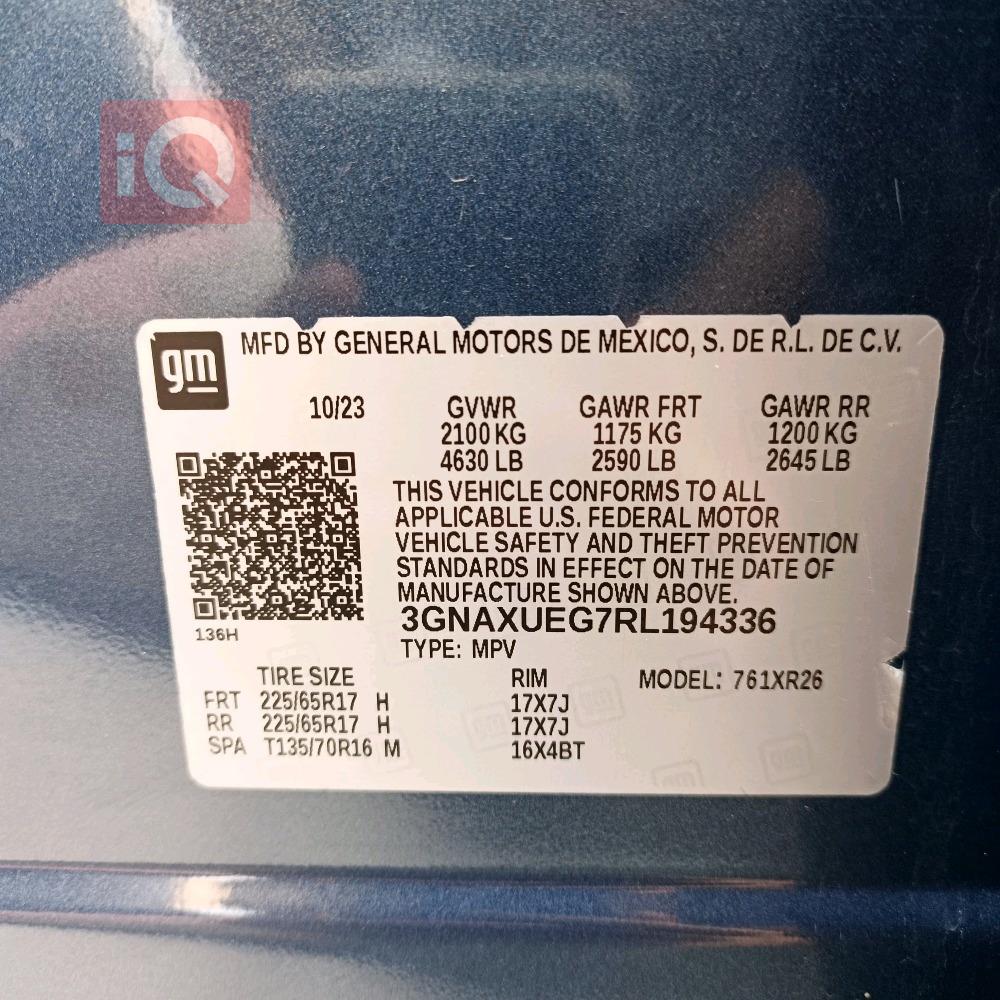 iQ
gm
MFD BY GENERAL MOTORS DE MEXICO, S. DE R.L. DE C.V.
10/23 GVWR GAWR FRT GAWR RR
2100 KG 1175 KG 1200 KG
4630 LB 2590 LB 2645 LB
THIS VEHICLE CONFORMS TO ALL
APPLICABLE U.S. FEDERAL MOTOR
VEHICLE SAFETY AND THEFT PREVENTION
STANDARDS IN EFFECT ON THE DATE OF
MANUFACTURE SHOWN ABOVE.
3GNAXUEG7RL194336
136H
TYPE: MPV
TIRE SIZE RIM MODEL: 761XR26
FRT 225/65R17 H 17X7J
RR 225/65R17 H 17X7J
SPA T135/70R16 M 16X4BT
gm
gm
gm